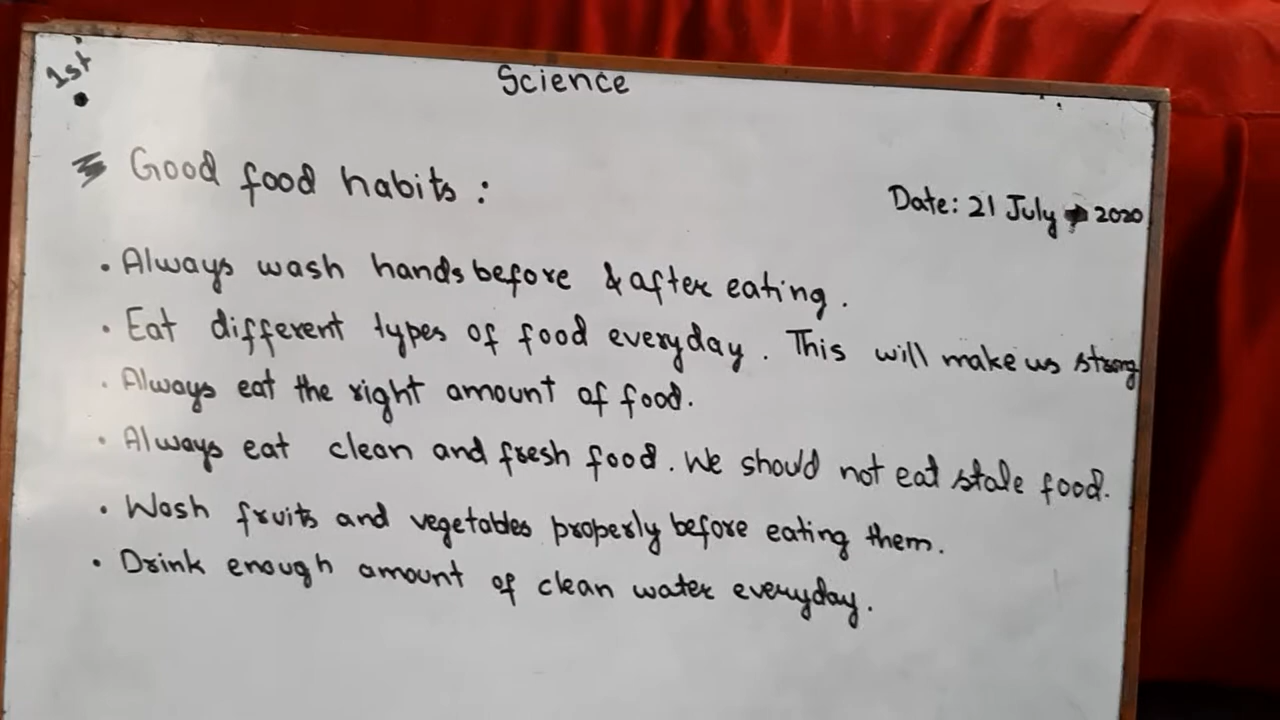 1st
Science
Good food habits :
Date: 21 July 2020
• Always wash hands before & after eating.
• Eat different types of food everyday. This will make us strong
• Always eat the right amount of food.
• Always eat clean and fresh food. We should not eat stale food.
• Wash fruits and vegetables properly before eating them.
• Drink enough amount of clean water everyday.